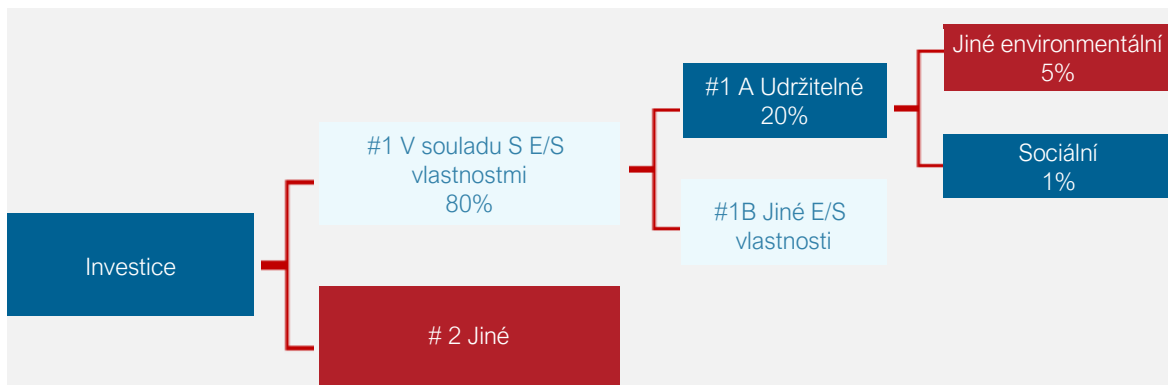 Jiné environmentální
5%
#1 A Udržitelné
20%
#1 V souladu S E/S
vlastnostmi
80%
Sociální
1%
#1B Jiné E/S
vlastnosti
Investice
# 2 Jiné